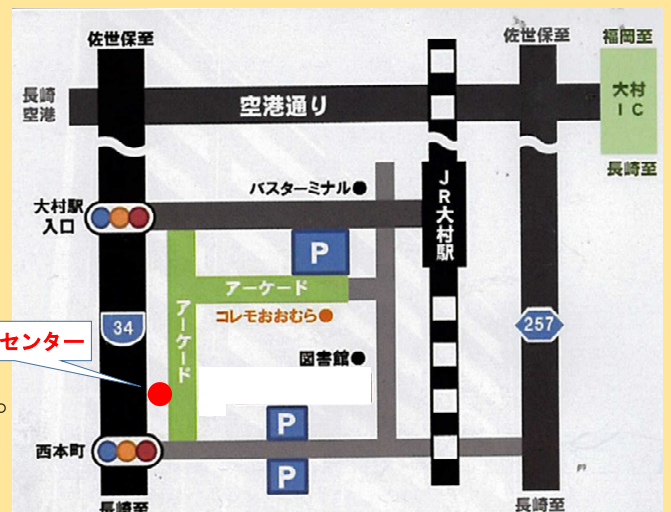 佐世保至
佐世保至
福岡至
長崎
空港
空港通り
大村
IC
長崎至
バスターミナル
JR大村駅
大村駅
入口
P
アーケード
アーケード
コレモおおむら
34
257
センター
図書館
。
P
西本町
P
長崎至
長崎至